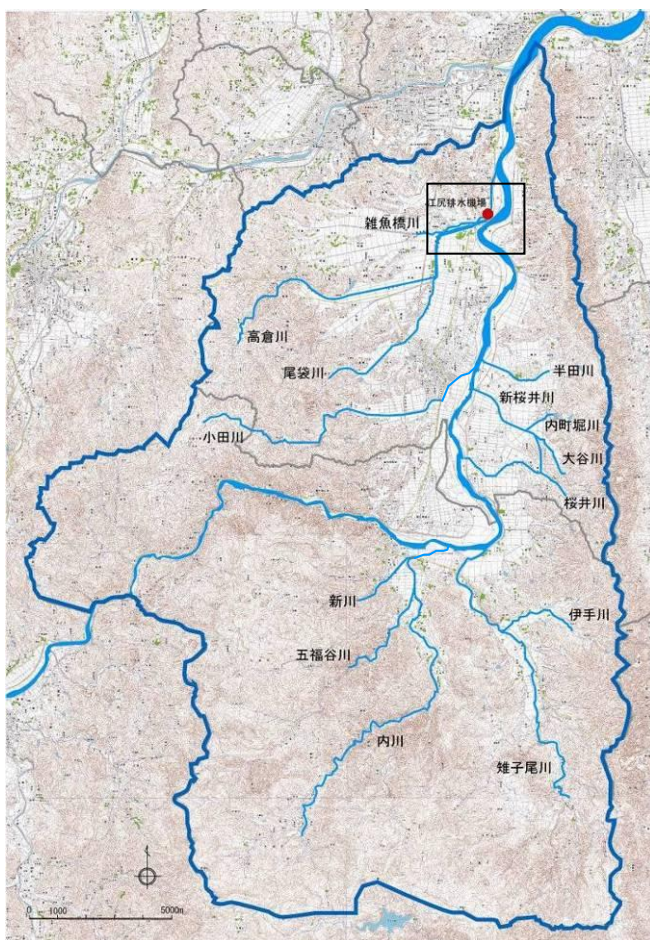 江尻排水機場
雑魚橋川
高倉川
尾袋川
半田川
新桜井川
内町堀川
小田川
大谷川
桜井川
新川
伊手川
五福谷川
内川
雉子尾川
0 1000 5000m